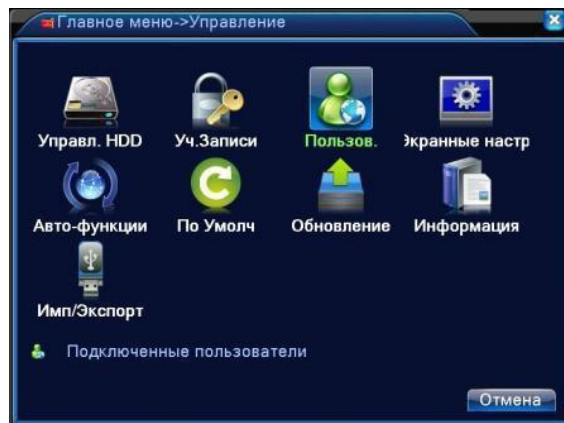 Главное меню->Управление
Управл. HDD Уч.Записи Пользов. Экранные настр
Авто-функции По Умолч Обновление Информация
Имп/Экспорт
Подключенные пользователи
Отмена